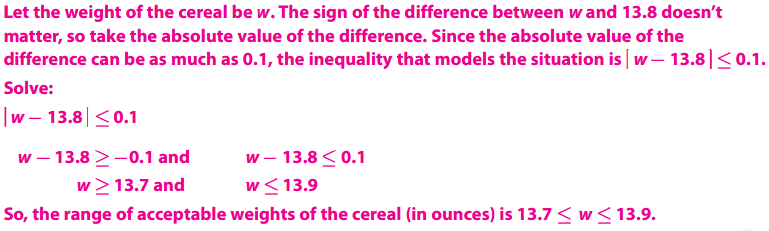 Let the weight of the cereal be w. The sign of the difference between w and 13.8 doesn't
matter, so take the absolute value of the difference. Since the absolute value of the
difference can be as much as 0.1, the inequality that models the situation is |w – 13.8| ≤ 0.1.
Solve:
|w – 13.8| ≤ 0.1
w – 13.8 ≥ –0.1 and w – 13.8 ≤ 0.1
w ≥ 13.7 and w ≤ 13.9
So, the range of acceptable weights of the cereal (in ounces) is 13.7 ≤ w ≤ 13.9.